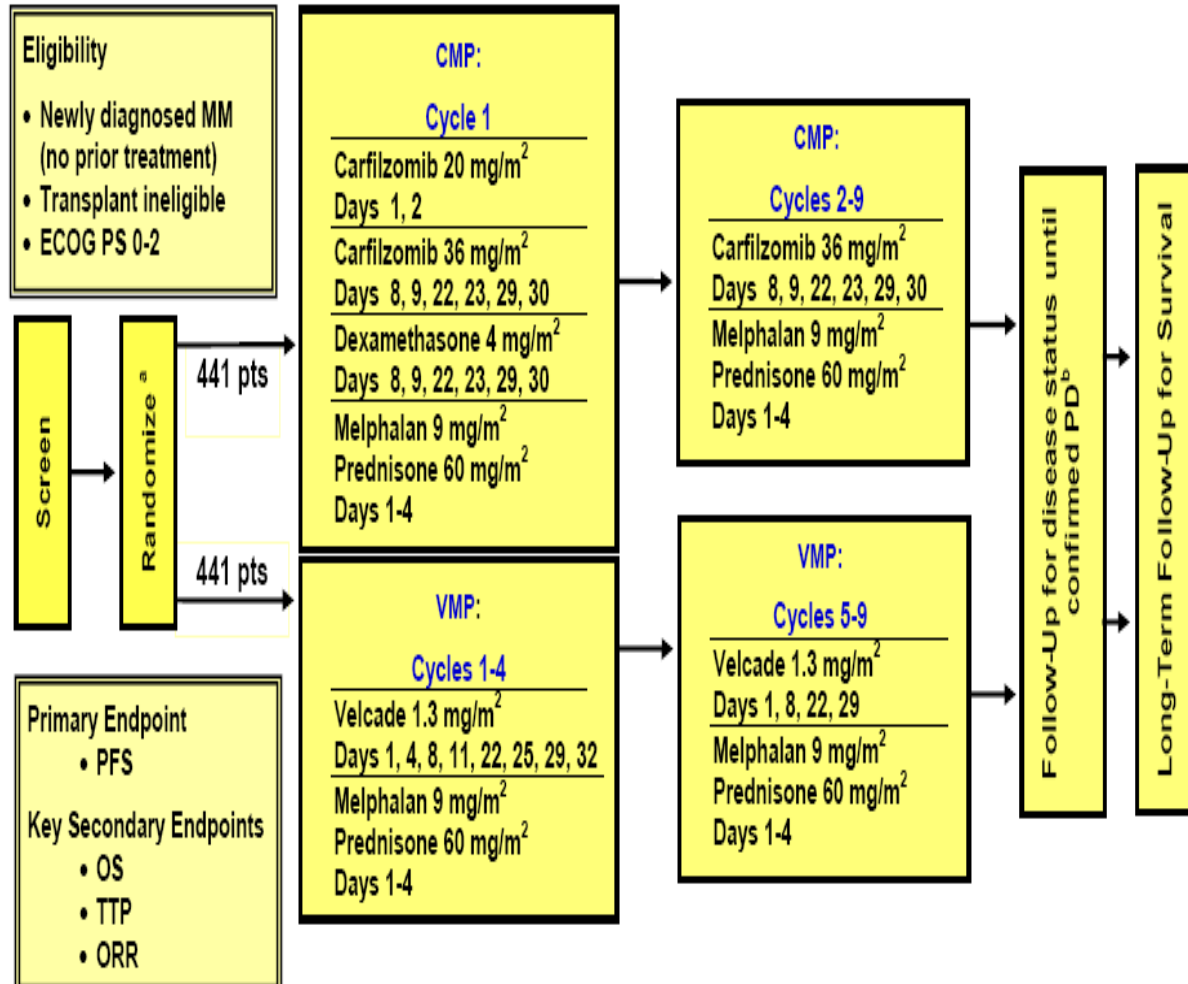 Eligibility
• Newly diagnosed MM
(no prior treatment)
• Transplant ineligible
• ECOG PS 0-2
Screen
Randomize ᵃ
441 pts
441 pts
CMP:
Cycle 1
Carfilzomib 20 mg/m²
Days 1, 2
Carfilzomib 36 mg/m²
Days 8, 9, 22, 23, 29, 30
Dexamethasone 4 mg/m²
Days 8, 9, 22, 23, 29, 30
Melphalan 9 mg/m²
Prednisone 60 mg/m²
Days 1-4
CMP:
Cycles 2-9
Carfilzomib 36 mg/m²
Days 8, 9, 22, 23, 29, 30
Melphalan 9 mg/m²
Prednisone 60 mg/m²
Days 1-4
VMP:
Cycles 1-4
Velcade 1.3 mg/m²
Days 1, 4, 8, 11, 22, 25, 29, 32
Melphalan 9 mg/m²
Prednisone 60 mg/m²
Days 1-4
VMP:
Cycles 5-9
Velcade 1.3 mg/m²
Days 1, 8, 22, 29
Melphalan 9 mg/m²
Prednisone 60 mg/m²
Days 1-4
Follow-Up for disease status until
confirmed PDᵇ
Long-Term Follow-Up for Survival
Primary Endpoint
• PFS
Key Secondary Endpoints
• OS
• TTP
• ORR